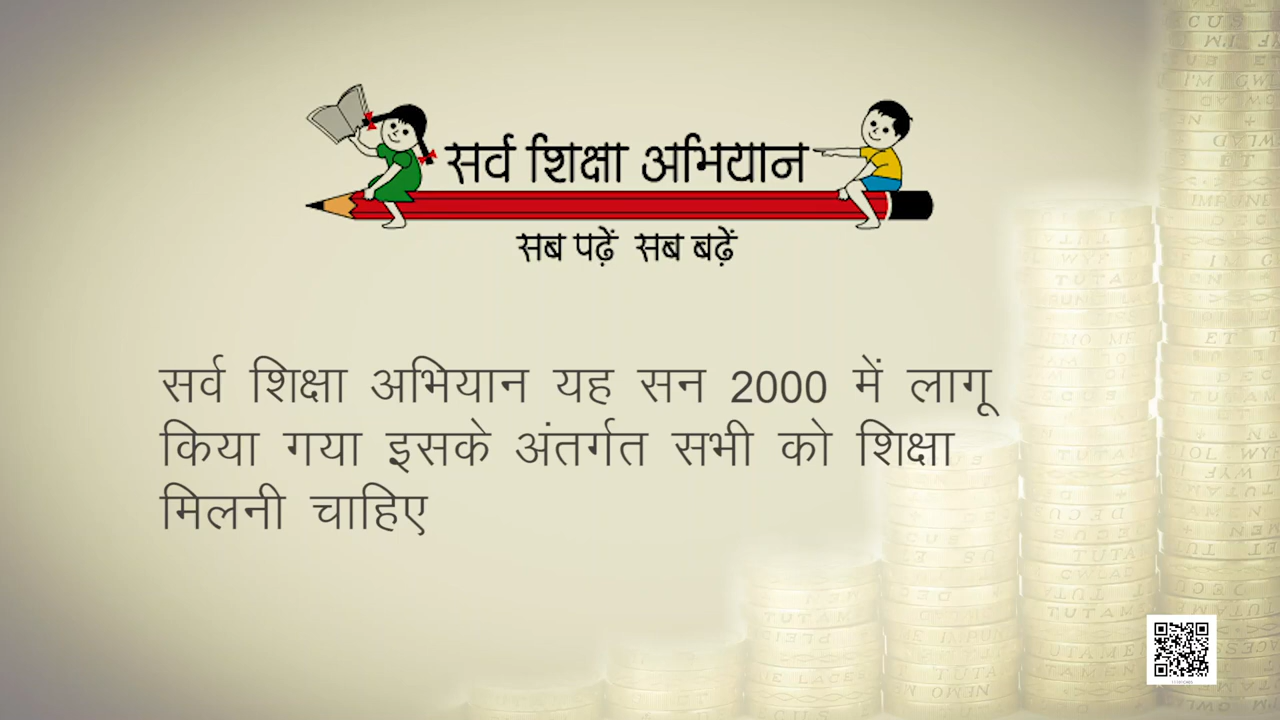 सर्व शिक्षा अभियान
सब पढ़ें सब बढ़ें
सर्व शिक्षा अभियान यह सन 2000 में लागू
किया गया इसके अंतर्गत सभी को शिक्षा
मिलनी चाहिए